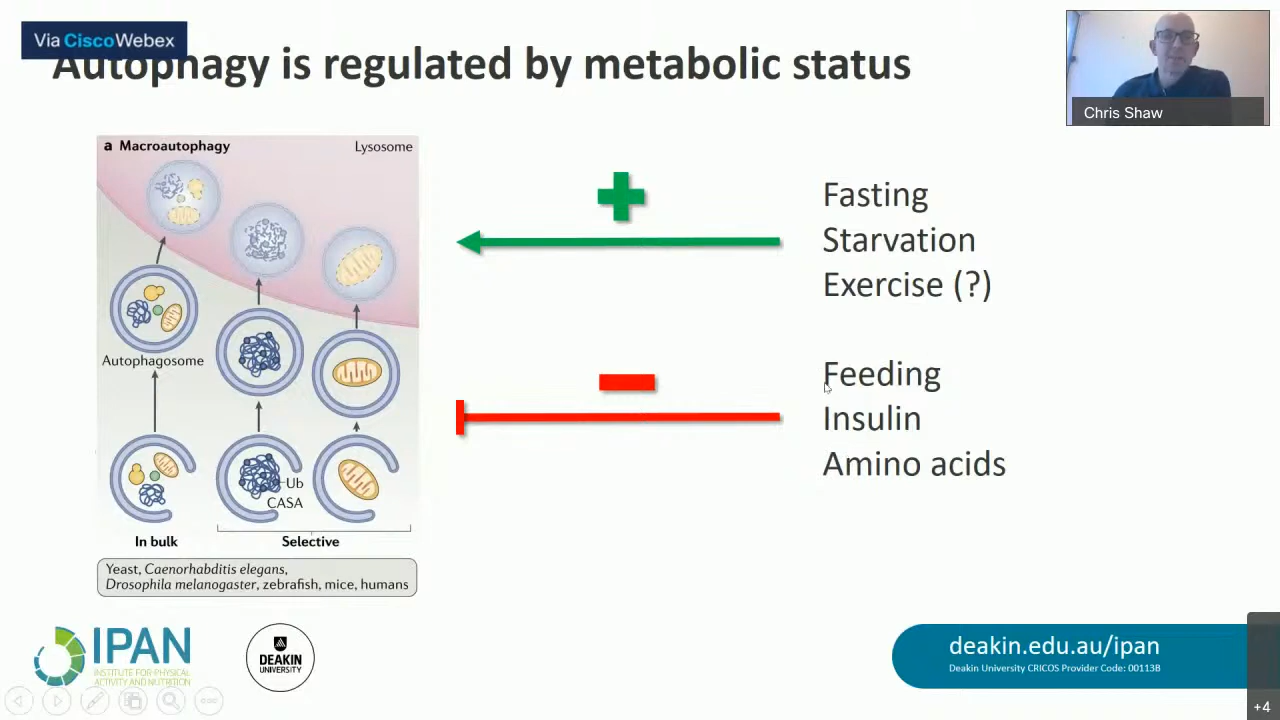 Via Cisco Webex
Autophagy is regulated by metabolic status
Chris Shaw
a Macroautophagy
Lysosome
Autophagosome
Ub
CASA
In bulk
Selective
Yeast, Caenorhabditis elegans,
Drosophila melanogaster, zebrafish, mice, humans
Fasting
Starvation
Exercise (?)
Feeding
Insulin
Amino acids
IPAN
INSTITUTE FOR PHYSICAL
ACTIVITY AND NUTRITION
DEAKIN
UNIVERSITY
deakin.edu.au/ipan
Deakin University CRICOS Provider Code: 00113B
+4